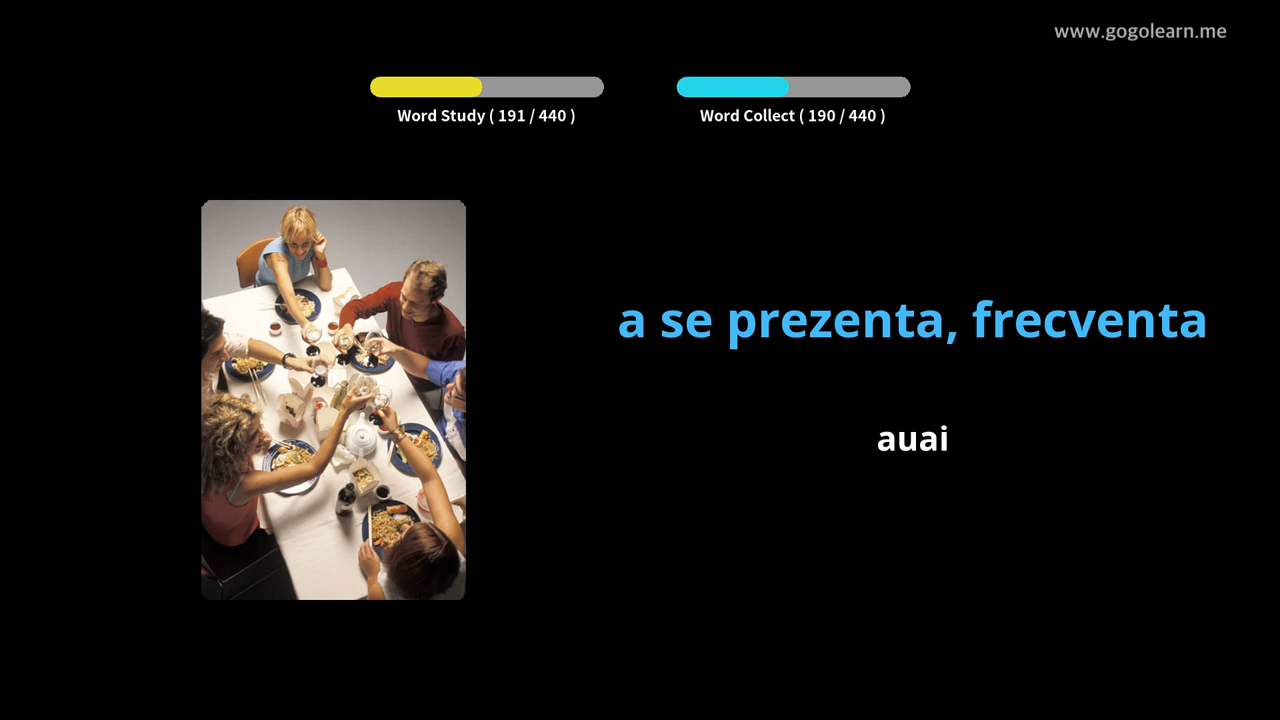 www.gogolearn.me
Word Study ( 191 / 440 )
Word Collect ( 190 / 440 )
a se prezenta, frecventa
auai